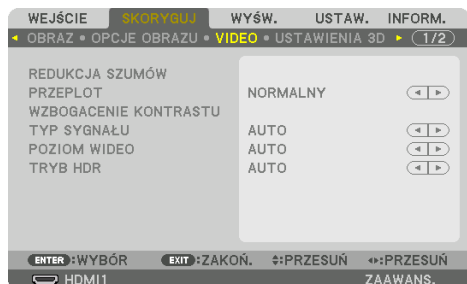 WEJŚCIE SKORYGUJ WYŚW. USTAW. INFORM.
OBRAZ • OPCJE OBRAZU • VIDEO • USTAWIENIA 3D 1/2
REDUKCJA SZUMÓW
PRZEPLOT NORMALNY
WZBOGACENIE KONTRASTU
TYP SYGNAŁU AUTO
POZIOM WIDEO AUTO
TRYB HDR AUTO
ENTER:WYBÓR EXIT:ZAKOŃ. :PRZESUŃ :PRZESUŃ
HDMI1 ZAAWANS.